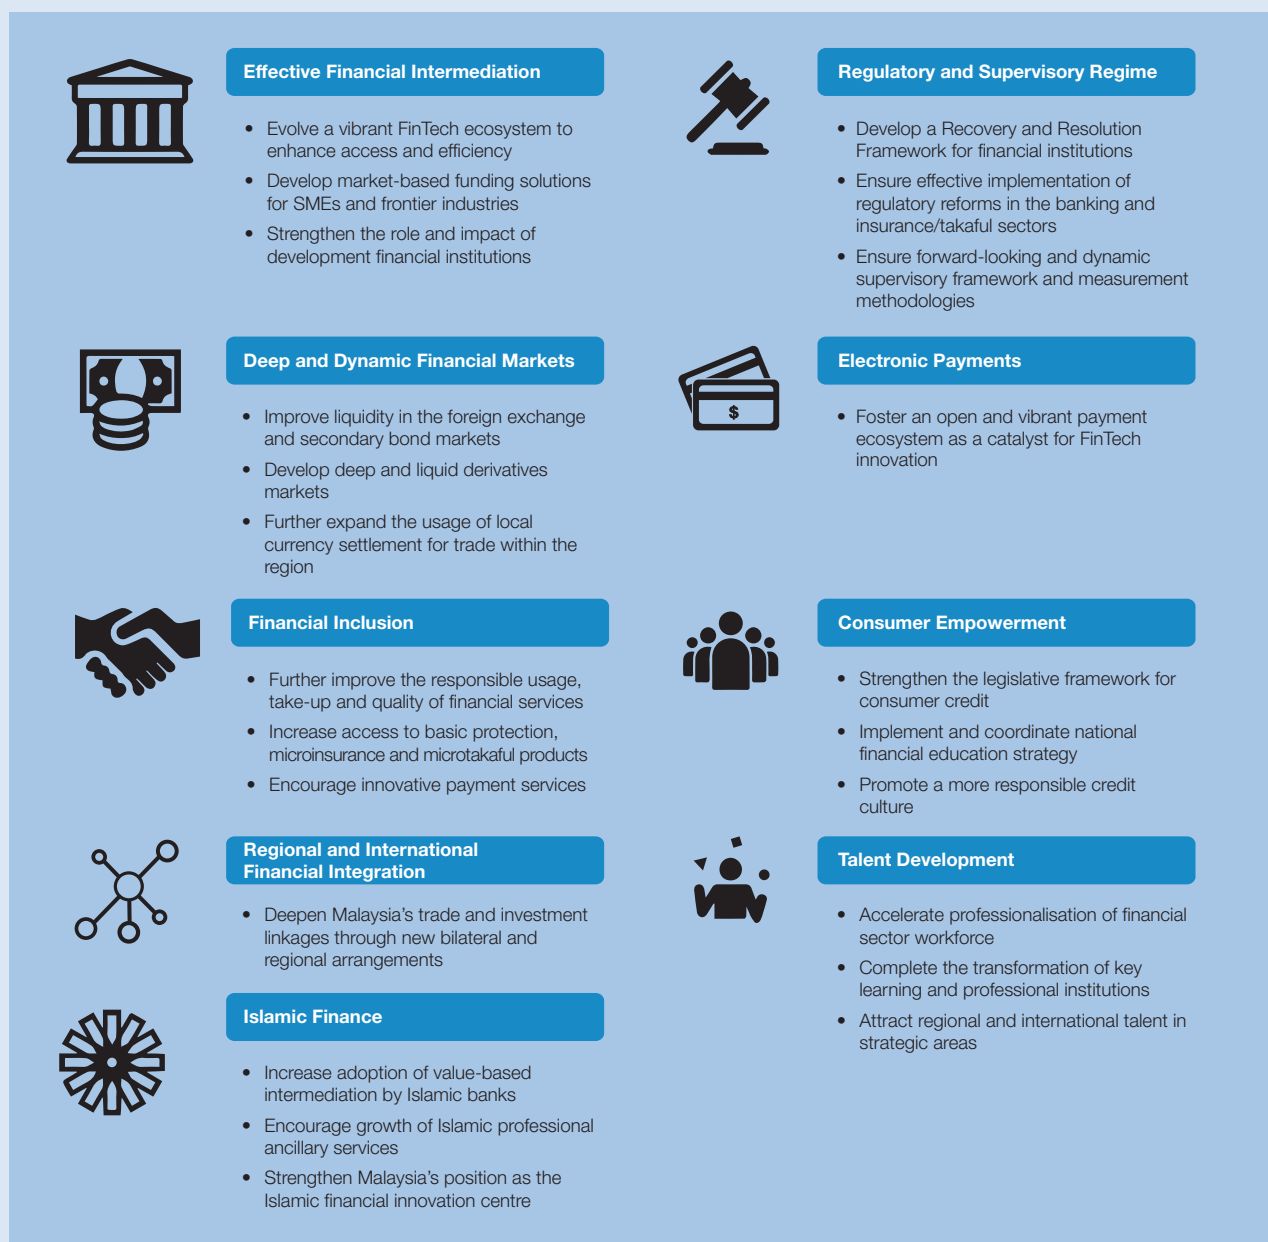 Effective Financial Intermediation
• Evolve a vibrant FinTech ecosystem to
enhance access and efficiency
• Develop market-based funding solutions
for SMEs and frontier industries
• Strengthen the role and impact of
development financial institutions
Deep and Dynamic Financial Markets
• Improve liquidity in the foreign exchange
and secondary bond markets
• Develop deep and liquid derivatives
markets
• Further expand the usage of local
currency settlement for trade within the
region
Financial Inclusion
• Further improve the responsible usage,
take-up and quality of financial services
• Increase access to basic protection,
microinsurance and microtakaful products
• Encourage innovative payment services
Regional and International
Financial Integration
• Deepen Malaysia's trade and investment
linkages through new bilateral and
regional arrangements
Islamic Finance
• Increase adoption of value-based
intermediation by Islamic banks
• Encourage growth of Islamic professional
ancillary services
• Strengthen Malaysia's position as the
Islamic financial innovation centre
Regulatory and Supervisory Regime
• Develop a Recovery and Resolution
Framework for financial institutions
• Ensure effective implementation of
regulatory reforms in the banking and
insurance/takaful sectors
• Ensure forward-looking and dynamic
supervisory framework and measurement
methodologies
Electronic Payments
$
• Foster an open and vibrant payment
ecosystem as a catalyst for FinTech
innovation
Consumer Empowerment
• Strengthen the legislative framework for
consumer credit
• Implement and coordinate national
financial education strategy
• Promote a more responsible credit
culture
Talent Development
• Accelerate professionalisation of financial
sector workforce
• Complete the transformation of key
learning and professional institutions
• Attract regional and international talent in
strategic areas